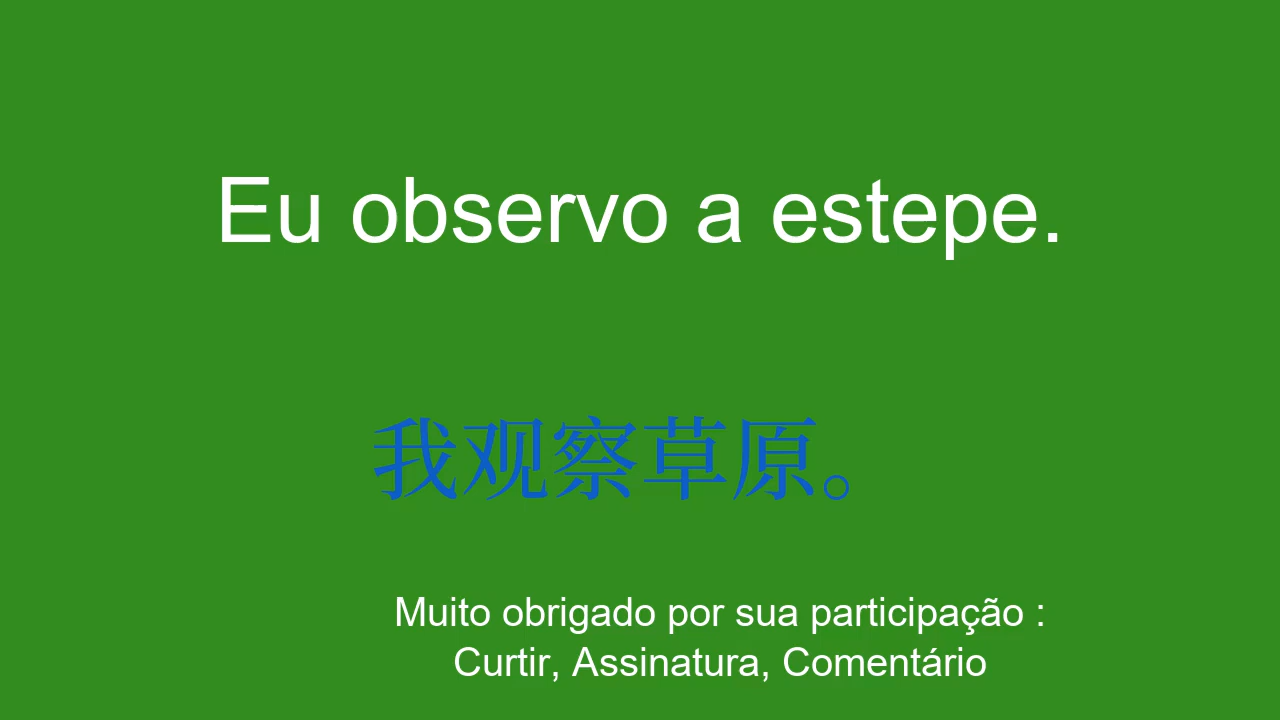 Eu observo a estepe.
我观察草原。
Muito obrigado por sua participação :
Curtir, Assinatura, Comentário